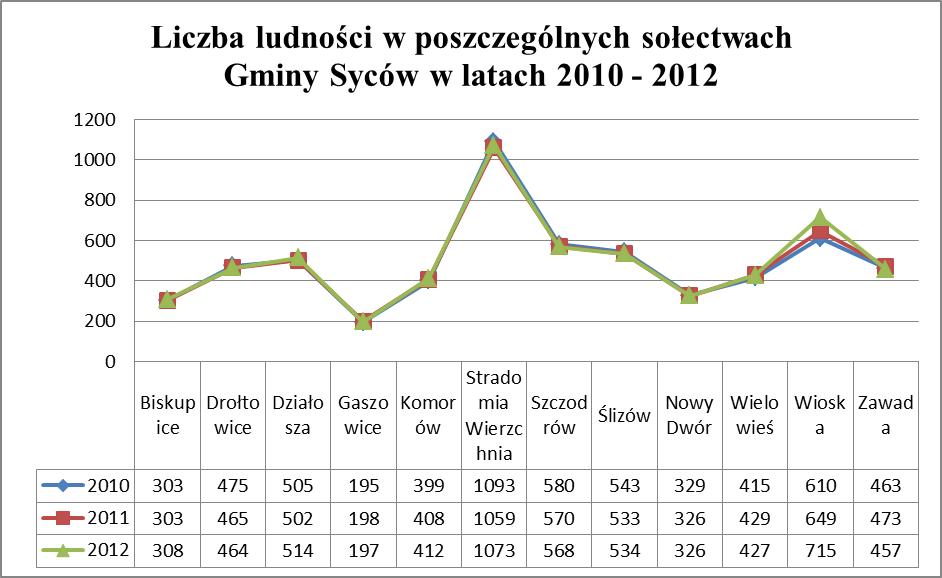 Liczba ludności w poszczególnych sołectwach
Gminy Syców w latach 2010 - 2012
1200
1000
800
600
400
200
0
Biskup
oice
Drołto
wice
Działo
sza
Gaszo
wice
Komor
ów
Strado
mia
Wierzc
hnia
Szczod
rów
Ślizów
Nowy
Dwór
Wielo
wieś
Wiosk
a
Zawad
a
2010 303 475 505 195 399 1093 580 543 329 415 610 463
2011 303 465 502 198 408 1059 570 533 326 429 649 473
2012 308 464 514 197 412 1073 568 534 326 427 715 457